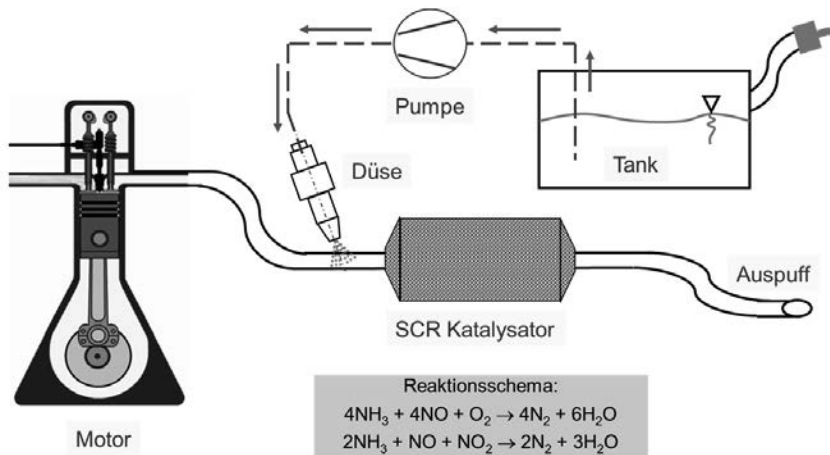 Pumpe
Düse
Tank
SCR Katalysator
Auspuff
Motor
Reaktionsschema:
4NH₃ + 4NO + O₂ → 4N₂ + 6H₂O
2NH₃ + NO + NO₂ → 2N₂ + 3H₂O